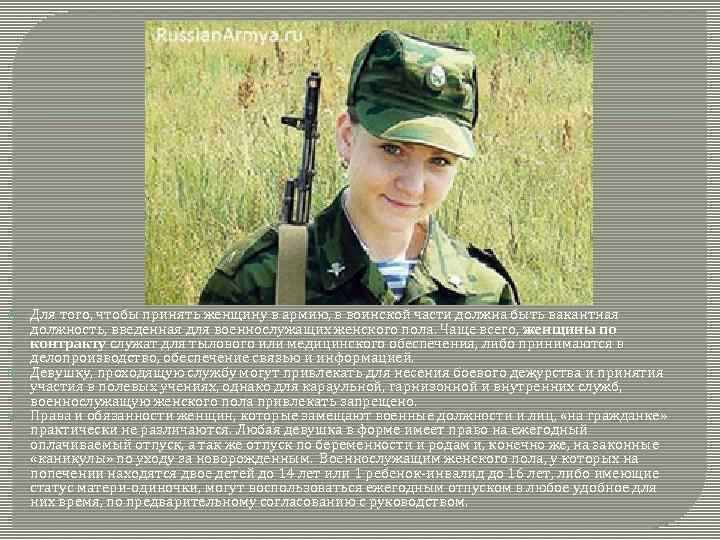 Russian.Armya.ru
Для того, чтобы принять женщину в армию, в воинской части должна быть вакантная
должность, введенная для военнослужащих женского пола. Чаще всего, женщины по
контракту служат для тылового или медицинского обеспечения, либо принимаются в
делопроизводство, обеспечение связью и информацией.
Девушку, проходящую службу могут привлекать для несения боевого дежурства и принятия
участия в полевых учениях, однако для караульной, гарнизонной и внутренних служб,
военнослужащую женского пола привлекать запрещено.
Права и обязанности женщин, которые замещают военные должности и лиц, «на гражданке»
практически не различаются. Любая девушка в форме имеет право на ежегодный
оплачиваемый отпуск, а так же отпуск по беременности и родам и, конечно же, на законные
«каникулы» по уходу за новорожденным. Военнослужащим женского пола, у которых на
попечении находятся двое детей до 14 лет или 1 ребенок-инвалид до 16 лет, либо имеющие
статус матери-одиночки, могут воспользоваться ежегодным отпуском в любое удобное для
них время, по предварительному согласованию с руководством.